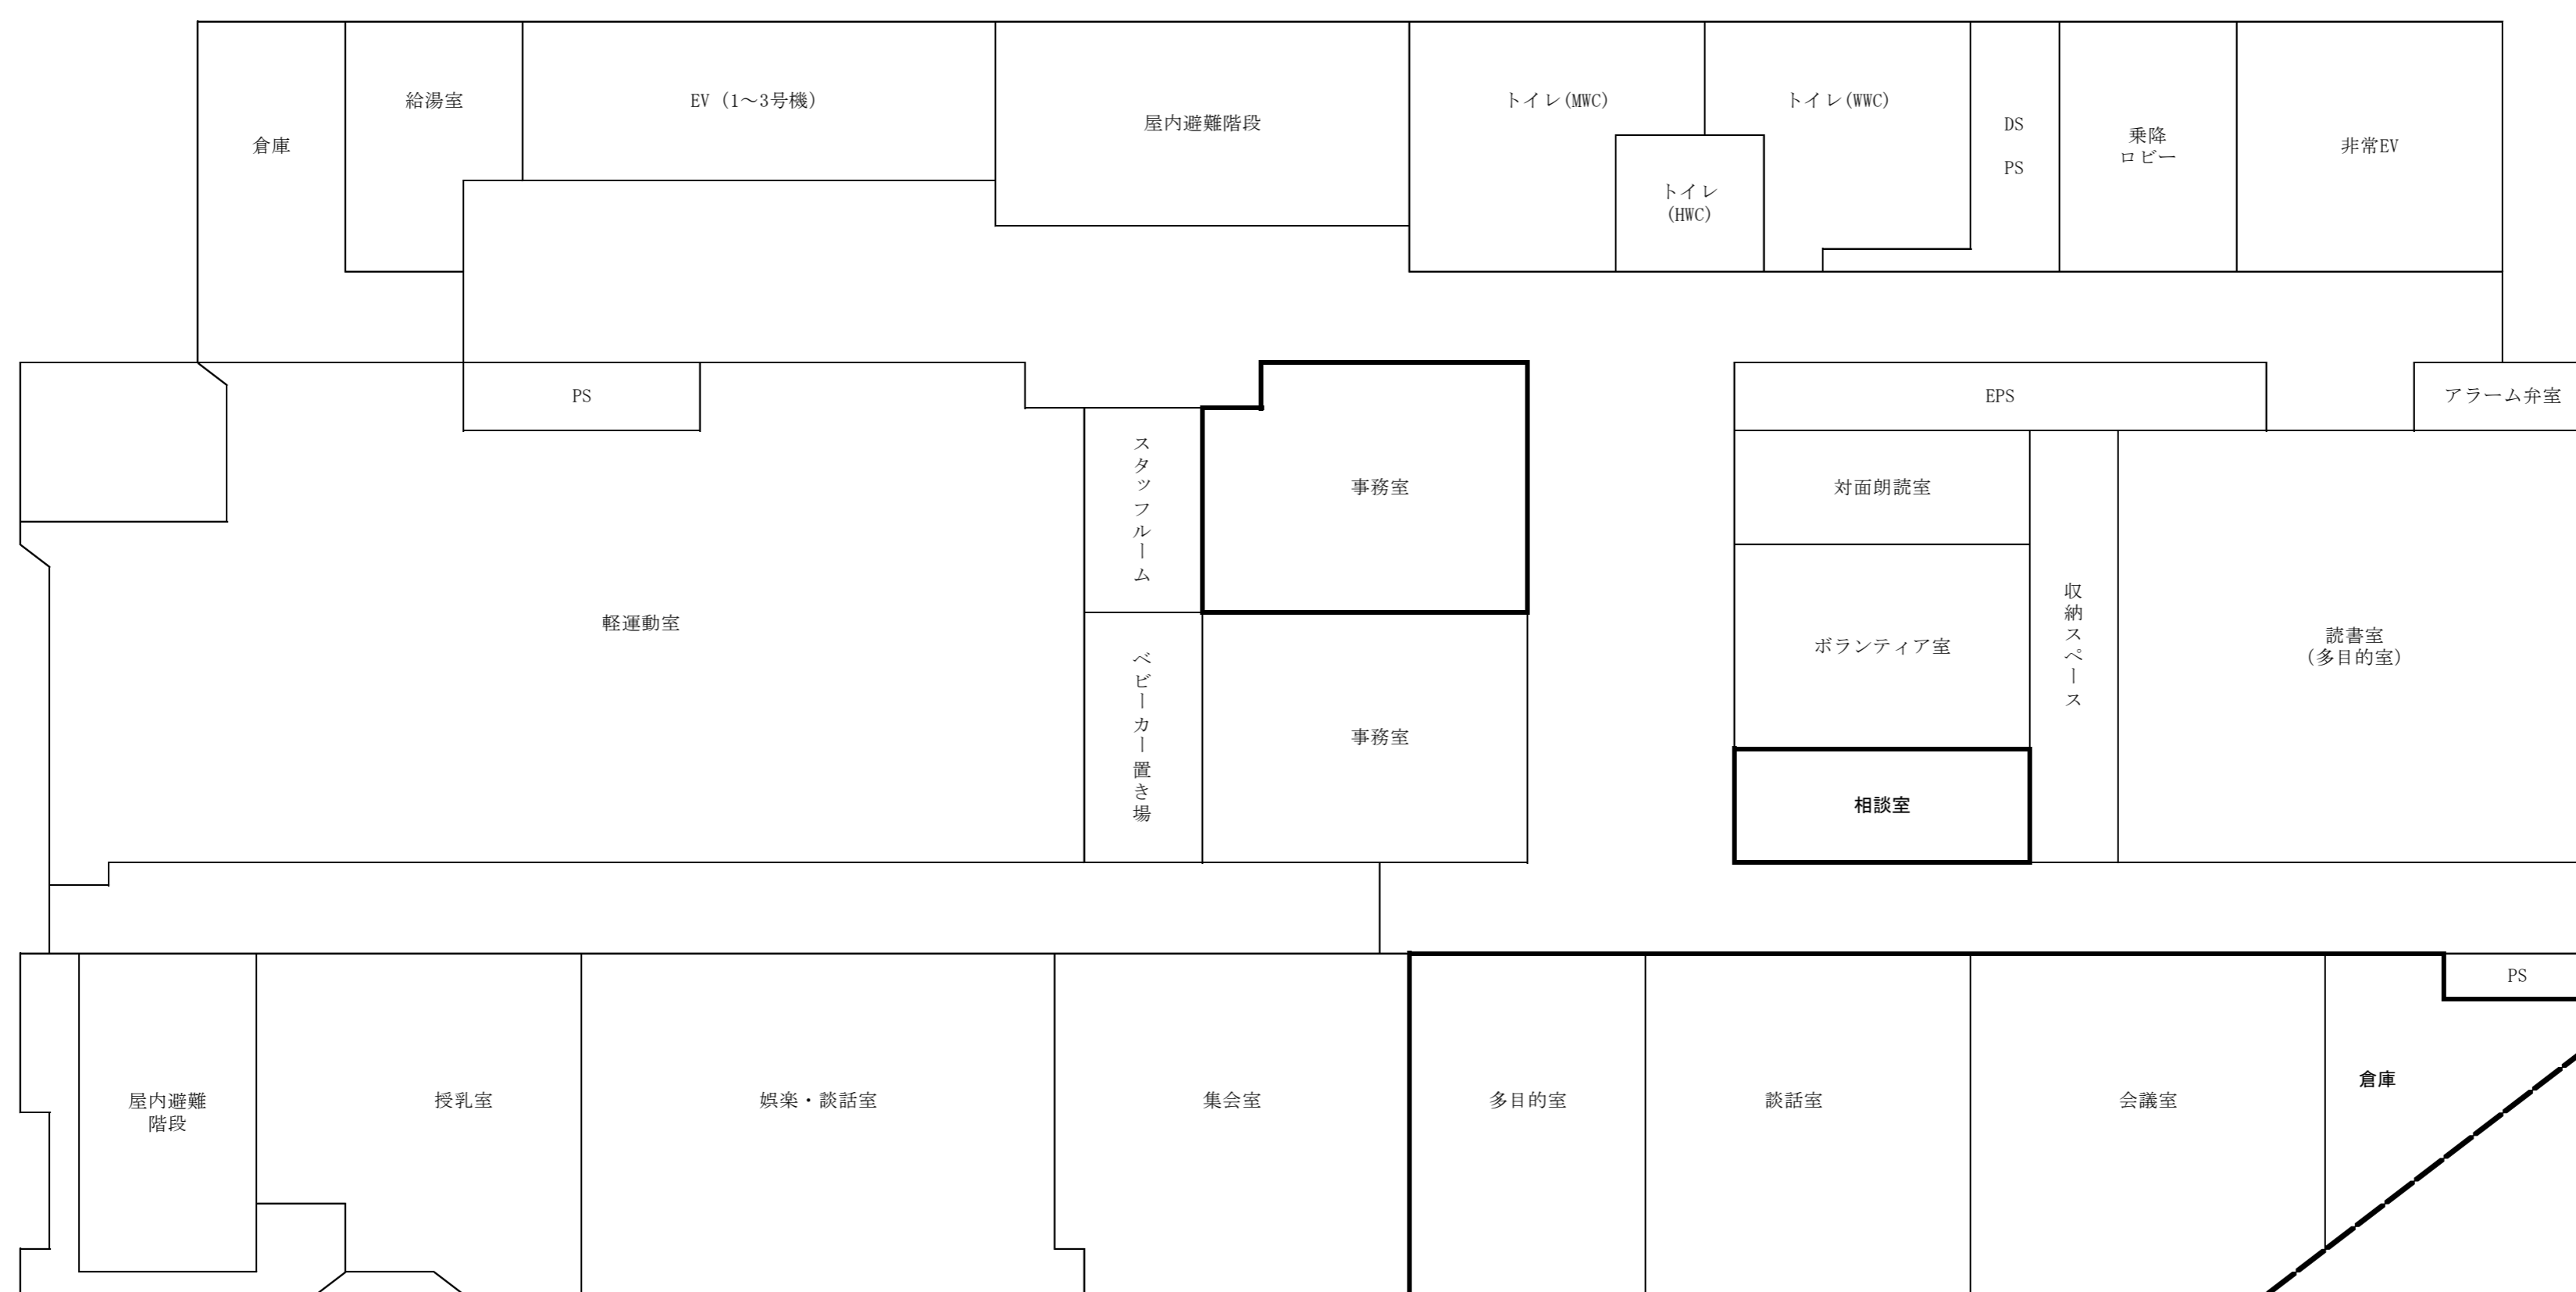 倉庫
給湯室
EV（1～3号機）
屋内避難階段
トイレ(MWC)
トイレ(WWC)
トイレ
(HWC)
DS
PS
乗降
ロビー
非常EV
PS
スタッフルーム
事務室
EPS
アラーム弁室
対面朗読室
軽運動室
ボランティア室
収納スペース
読書室
（多目的室）
ベビーカー置き場
事務室
相談室
PS
屋内避難
階段
授乳室
娯楽・談話室
集会室
多目的室
談話室
会議室
倉庫